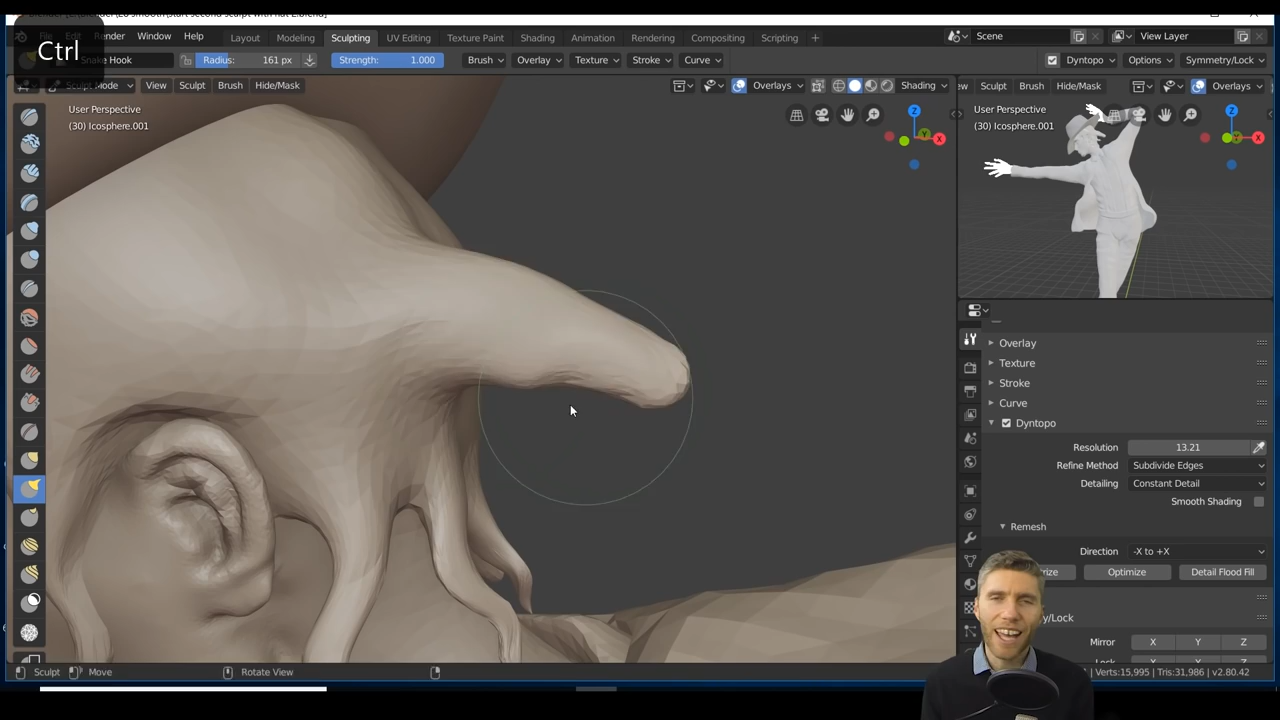 Ctrl
Render Window Help
Layout Modeling Sculpting UV Editing Texture Paint Shading Animation Rendering Compositing Scripting +
Scene
View Layer
Hook
Radius: 161 px
Strength: 1.000
Brush Overlay Texture Stroke Curve
Dyntopo Options Symmetry/Lock
Mode View Sculpt Brush Hide/Mask
Overlays
Shading
Sculpt Brush Hide/Mask
Overlays
User Perspective
(30) Icosphere.001
Z
Y
X
User Perspective
(30) Icosphere.001
Z
Y
X
Overlay
Texture
Stroke
Curve
Dyntopo
Resolution 13.21
Refine Method Subdivide Edges
Detailing Constant Detail
Smooth Shading
Remesh
Direction -X to +X
Optimize Detail Flood Fill
y/Lock
Mirror X Y Z
Sculpt Move Rotate View
Verts:15,995 | Tris:31,986 | v2.80.42